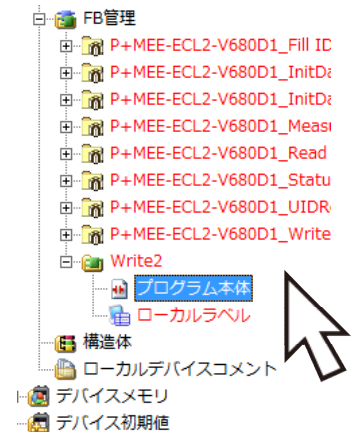 FB管理
P+MEE-ECL2-V680D1_Fill ID
P+MEE-ECL2-V680D1_InitDa
P+MEE-ECL2-V680D1_InitDa
P+MEE-ECL2-V680D1_Measu
P+MEE-ECL2-V680D1_Read
P+MEE-ECL2-V680D1_Statu
P+MEE-ECL2-V680D1_UIDR
P+MEE-ECL2-V680D1_Write
Write2
プログラム本体
ローカルラベル
構造体
ローカルデバイスコメント
デバイスメモリ
デバイス初期値